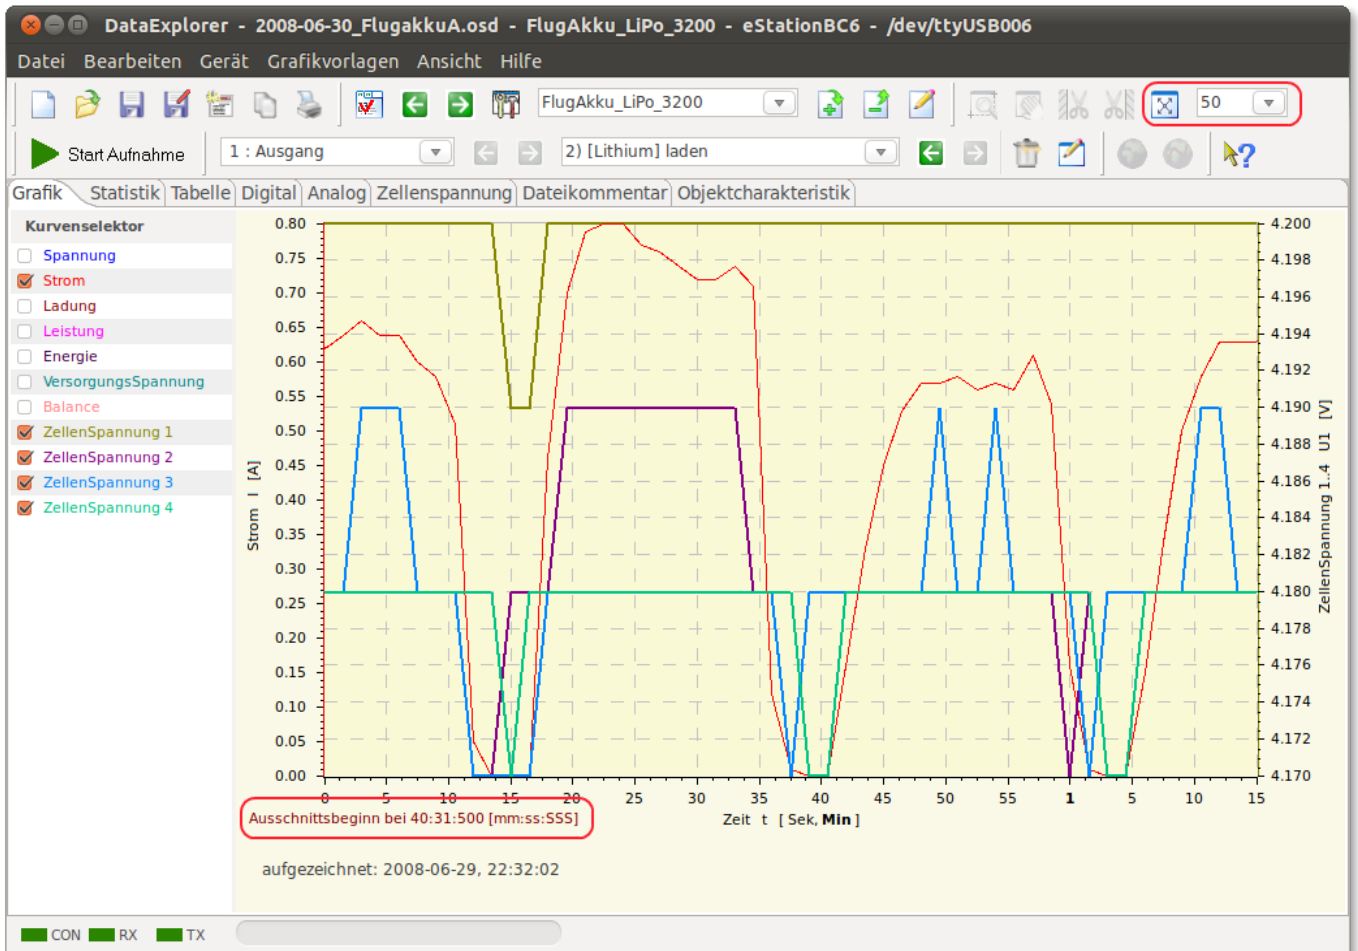 DataExplorer - 2008-06-30_FlugakkuA.osd - FlugAkku_LiPo_3200 - eStationBC6 - /dev/ttyUSB006
Datei Bearbeiten Gerät Grafikvorlagen Ansicht Hilfe
FlugAkku_LiPo_3200 50
Start Aufnahme 1 : Ausgang 2) [Lithium] laden
Grafik Statistik Tabelle Digital Analog Zellenspannung Dateikommentar Objektcharakteristik
Kurvenselektor
Spannung
Strom
Ladung
Leistung
Energie
VersorgungsSpannung
Balance
ZellenSpannung 1
ZellenSpannung 2
ZellenSpannung 3
ZellenSpannung 4
Strom I [A]
0.80
0.75
0.70
0.65
0.60
0.55
0.50
0.45
0.40
0.35
0.30
0.25
0.20
0.15
0.10
0.05
0.00
4.200
4.198
4.196
4.194
4.192
4.190
4.188
4.186
4.184
4.182
4.180
4.178
4.176
4.174
4.172
4.170
ZellenSpannung 1..4 U1 [V]
0 5 10 15 20 25 30 35 40 45 50 55 1 5 10 15
Ausschnittsbeginn bei 40:31:500 [mm:ss:SSS]
Zeit t [ Sek, Min ]
aufgezeichnet: 2008-06-29, 22:32:02
CON RX TX